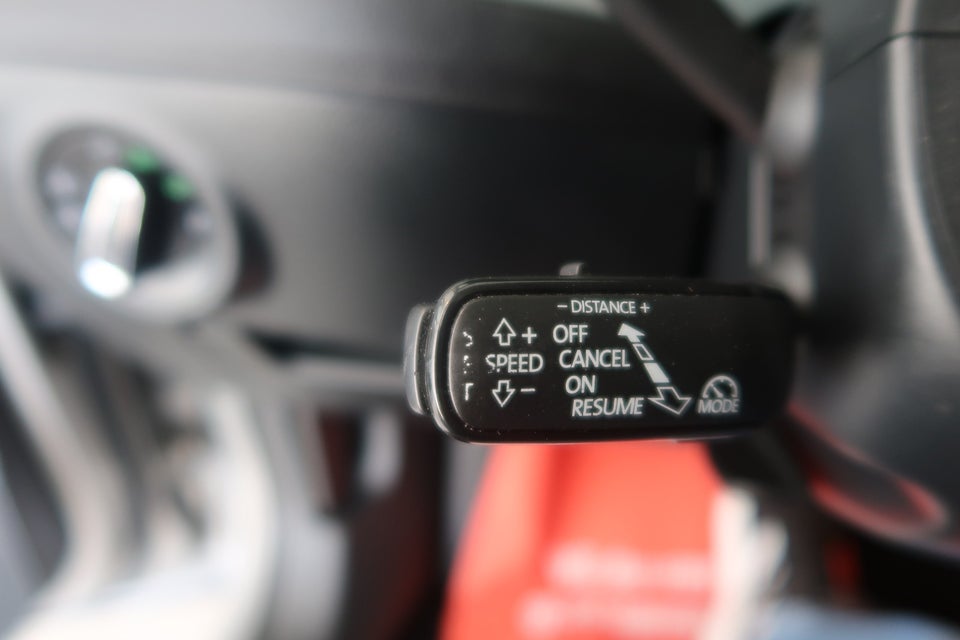 − DISTANCE +
+ OFF
SPEED CANCEL
− ON
RESUME MODE